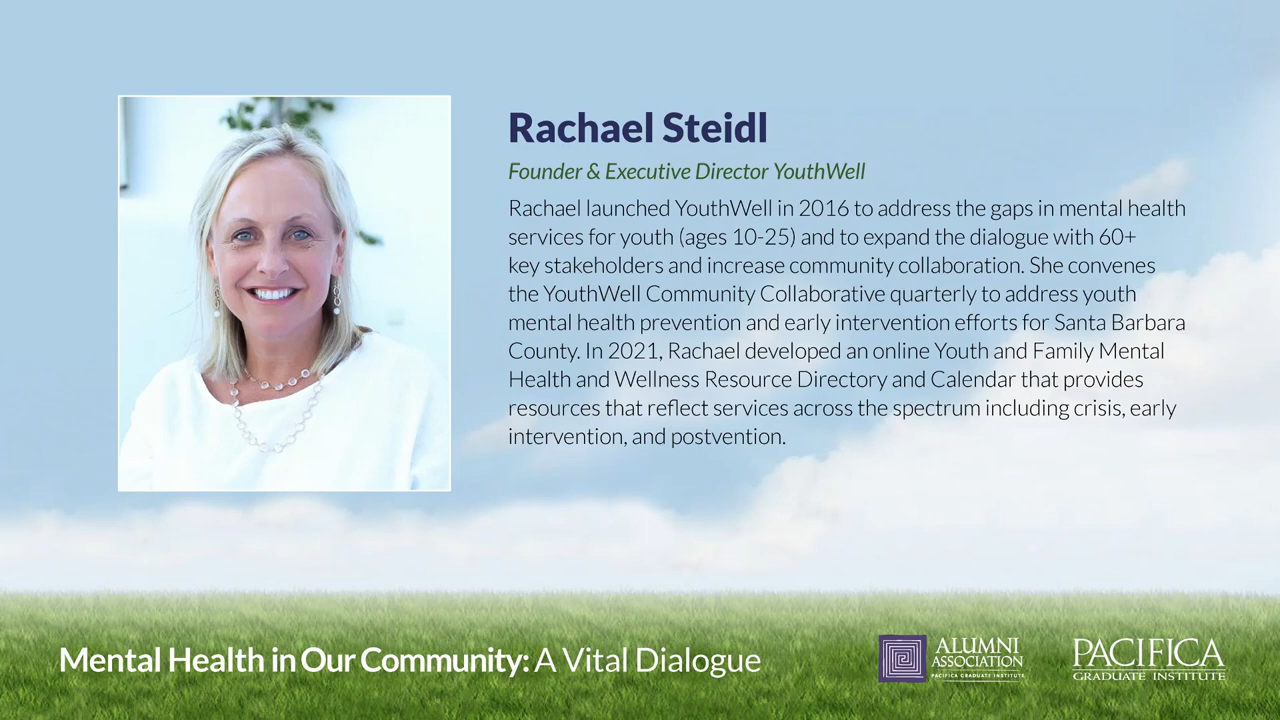 Rachael Steidl
Founder & Executive Director YouthWell
Rachael launched YouthWell in 2016 to address the gaps in mental health
services for youth (ages 10-25) and to expand the dialogue with 60+
key stakeholders and increase community collaboration. She convenes
the YouthWell Community Collaborative quarterly to address youth
mental health prevention and early intervention efforts for Santa Barbara
County. In 2021, Rachael developed an online Youth and Family Mental
Health and Wellness Resource Directory and Calendar that provides
resources that reflect services across the spectrum including crisis, early
intervention, and postvention.
Mental Health in Our Community: A Vital Dialogue
ALUMNI
ASSOCIATION
PACIFICA GRADUATE INSTITUTE
PACIFICA
GRADUATE INSTITUTE